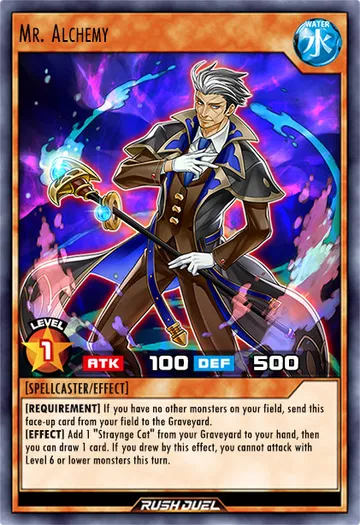 Mr. Alchemy
WATER
水
LEVEL
1
ATK 100 DEF 500
[SPELLCASTER/EFFECT]
[REQUIREMENT] If you have no other monsters on your field, send this
face-up card from your field to the Graveyard.
[EFFECT] Add 1 "Straynge Cat" from your Graveyard to your hand, then
you can draw 1 card. If you drew by this effect, you cannot attack with
Level 6 or lower monsters this turn.
RUSH DUEL